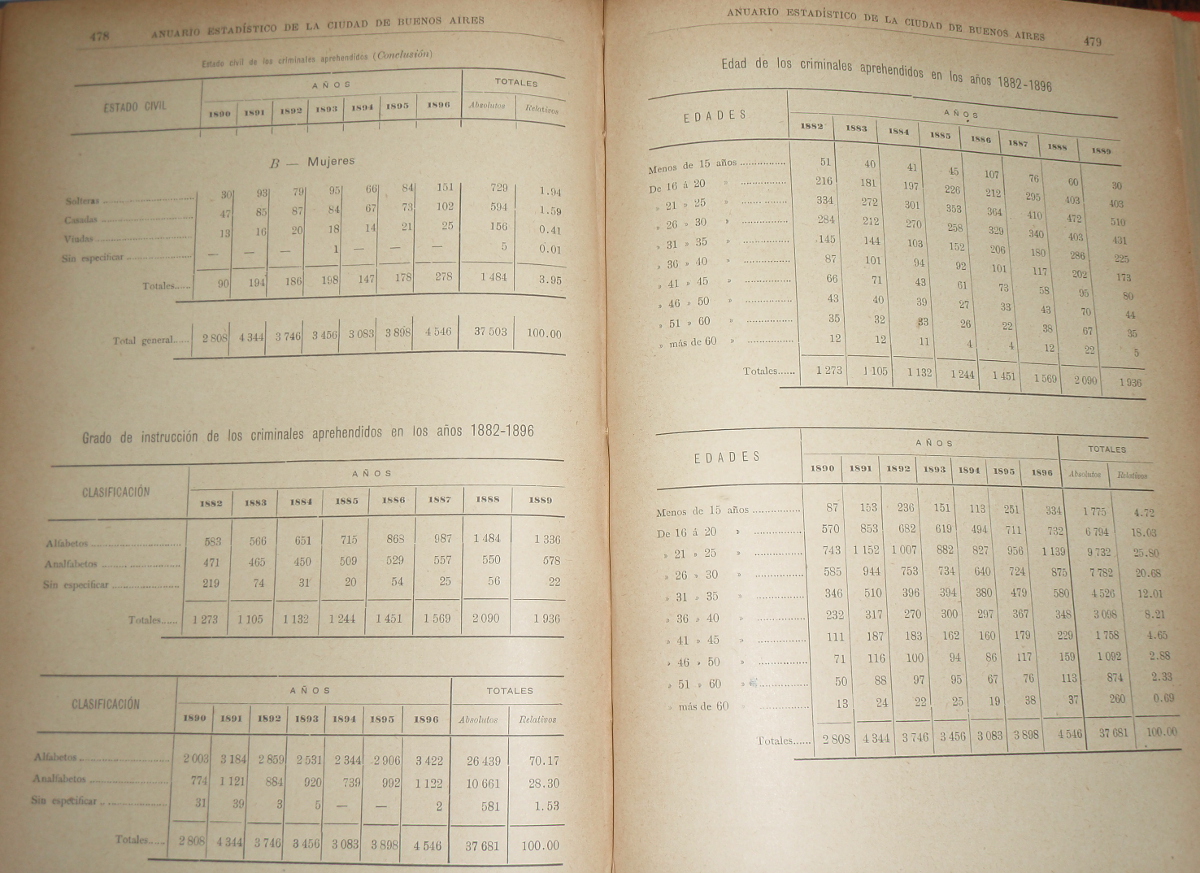 478 ANUARIO ESTADÍSTICO DE LA CIUDAD DE BUENOS AIRES
Estado civil de los criminales aprehendidos (Conclusión)
ESTADO CIVIL AÑOS TOTALES
1890 1891 1892 1893 1894 1895 1896 Absolutos Relativos
B — Mujeres
Solteras 30 93 79 95 66 84 151 729 1.94
Casadas 47 85 87 84 67 73 102 594 1.59
Viudas 13 16 20 18 14 21 25 156 0.41
Sin especificar — — — 1 — — — 5 0.01
Totales 90 194 186 198 147 178 278 1 484 3.95
Total general 2 808 4 344 3 746 3 456 3 083 3 898 4 546 37 503 100.00
Grado de instrucción de los criminales aprehendidos en los años 1882-1896
CLASIFICACIÓN AÑOS
1882 1883 1884 1885 1886 1887 1888 1889
Alfabetos 583 566 651 715 868 987 1 484 1 336
Analfabetos 471 465 450 509 529 557 550 578
Sin especificar 219 74 31 20 54 25 56 22
Totales 1 273 1 105 1 132 1 244 1 451 1 569 2 090 1 936
CLASIFICACIÓN AÑOS TOTALES
1890 1891 1892 1893 1894 1895 1896 Absolutos Relativos
Alfabetos 2 003 3 184 2 859 2 531 2 344 2 906 3 422 26 439 70.17
Analfabetos 774 1 121 884 920 739 992 1 122 10 661 28.30
Sin especificar 31 39 3 5 — — 2 581 1.53
Totales 2 808 4 344 3 746 3 456 3 083 3 898 4 546 37 681 100.00
ANUARIO ESTADÍSTICO DE LA CIUDAD DE BUENOS AIRES 479
Edad de los criminales aprehendidos en los años 1882-1896
EDADES AÑOS
1882 1883 1884 1885 1886 1887 1888 1889
Menos de 15 años 51 40 41 45 107 76 60 30
De 16 á 20 » 216 181 197 226 212 295 403 403
» 21 » 25 » 334 272 301 353 364 410 472 510
» 26 » 30 » 284 212 270 258 329 340 403 431
» 31 » 35 » 145 144 103 152 206 180 286 225
» 36 » 40 » 87 101 94 92 101 117 202 173
» 41 » 45 » 66 71 43 61 73 58 95 80
» 46 » 50 » 43 40 39 27 33 43 70 44
» 51 » 60 » 35 32 33 26 22 38 67 35
» más de 60 » 12 12 11 4 4 12 22 5
Totales 1 273 1 105 1 132 1 244 1 451 1 569 2 090 1 936
EDADES AÑOS TOTALES
1890 1891 1892 1893 1894 1895 1896 Absolutos Relativos
Menos de 15 años 87 153 236 151 113 251 334 1 775 4.72
De 16 á 20 » 570 853 682 619 494 711 732 6 794 18.03
» 21 » 25 » 743 1 152 1 007 882 827 956 1 139 9 732 25.80
» 26 » 30 » 585 944 753 734 640 724 875 7 782 20.68
» 31 » 35 » 346 510 396 394 380 479 580 4 526 12.01
» 36 » 40 » 232 317 270 300 297 367 348 3 098 8.21
» 41 » 45 » 111 187 183 162 160 179 229 1 758 4.65
» 46 » 50 » 71 116 100 94 86 117 159 1 092 2.88
» 51 » 60 » 50 88 97 95 67 76 113 874 2.33
» más de 60 » 13 24 22 25 19 38 37 260 0.69
Totales 2 808 4 344 3 746 3 456 3 083 3 898 4 546 37 681 100.00